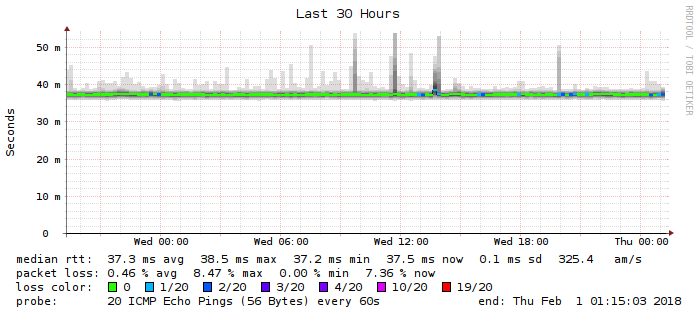 Last 30 Hours
RRDTOOL / TOBI OETIKER
Seconds
50 m
40 m
30 m
20 m
10 m
0
Wed 00:00 Wed 06:00 Wed 12:00 Wed 18:00 Thu 00:00
median rtt: 37.3 ms avg 38.5 ms max 37.2 ms min 37.5 ms now 0.1 ms sd 325.4 am/s
packet loss: 0.46 % avg 8.47 % max 0.00 % min 7.36 % now
loss color: 0 1/20 2/20 3/20 4/20 10/20 19/20
probe: 20 ICMP Echo Pings (56 Bytes) every 60s end: Thu Feb 1 01:15:03 2018